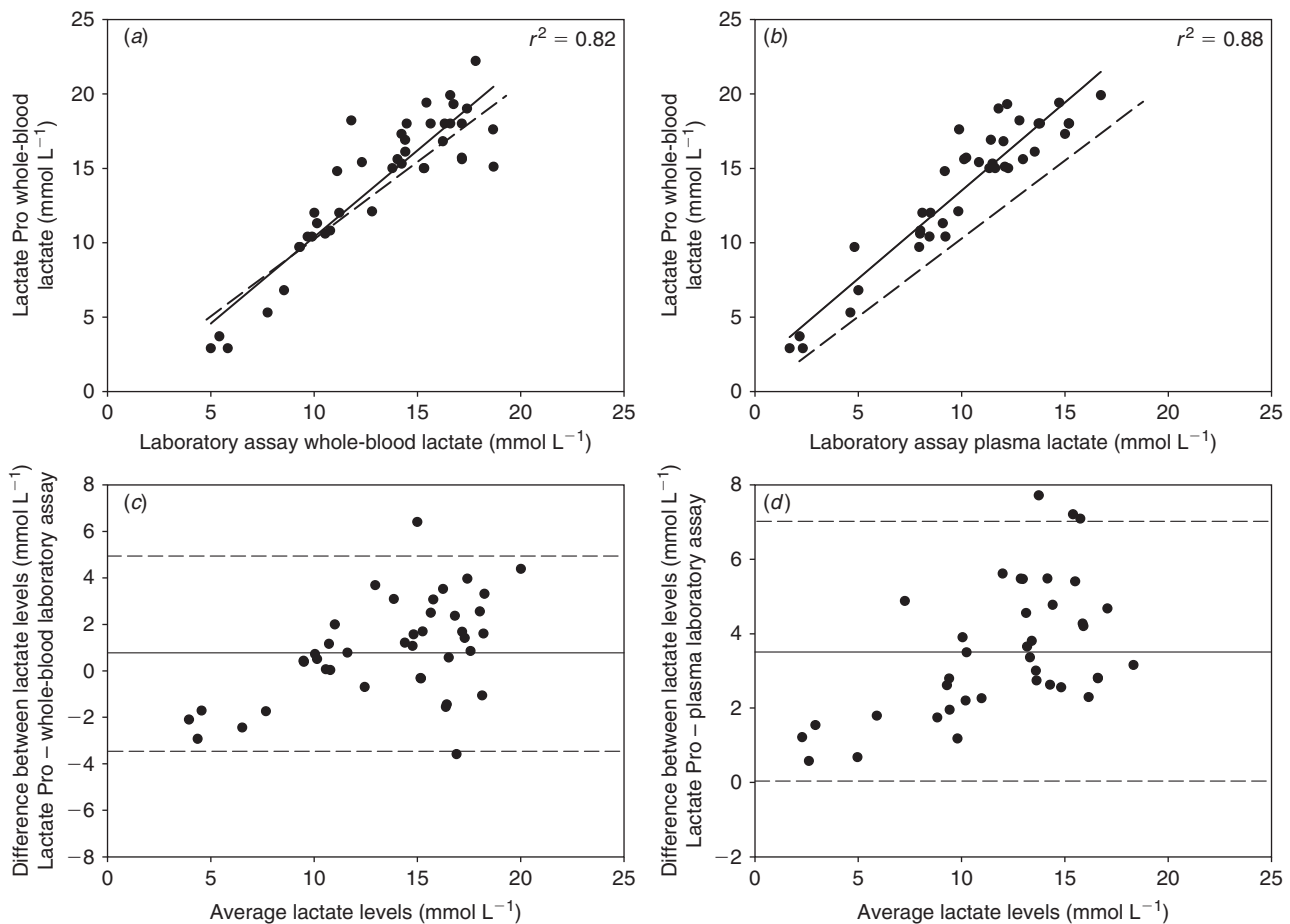 (a)
r² = 0.82
25
20
15
10
5
0
Lactate Pro whole-blood
lactate (mmol L⁻¹)
0 5 10 15 20 25
Laboratory assay whole-blood lactate (mmol L⁻¹)
(b)
r² = 0.88
25
20
15
10
5
0
Lactate Pro whole-blood
lactate (mmol L⁻¹)
0 5 10 15 20 25
Laboratory assay plasma lactate (mmol L⁻¹)
(c)
8
6
4
2
0
−2
−4
−6
−8
Difference between lactate levels (mmol L⁻¹)
Lactate Pro – whole-blood laboratory assay
0 5 10 15 20 25
Average lactate levels (mmol L⁻¹)
(d)
8
6
4
2
0
−2
Difference between lactate levels (mmol L⁻¹)
Lactate Pro – plasma laboratory assay
0 5 10 15 20 25
Average lactate levels (mmol L⁻¹)